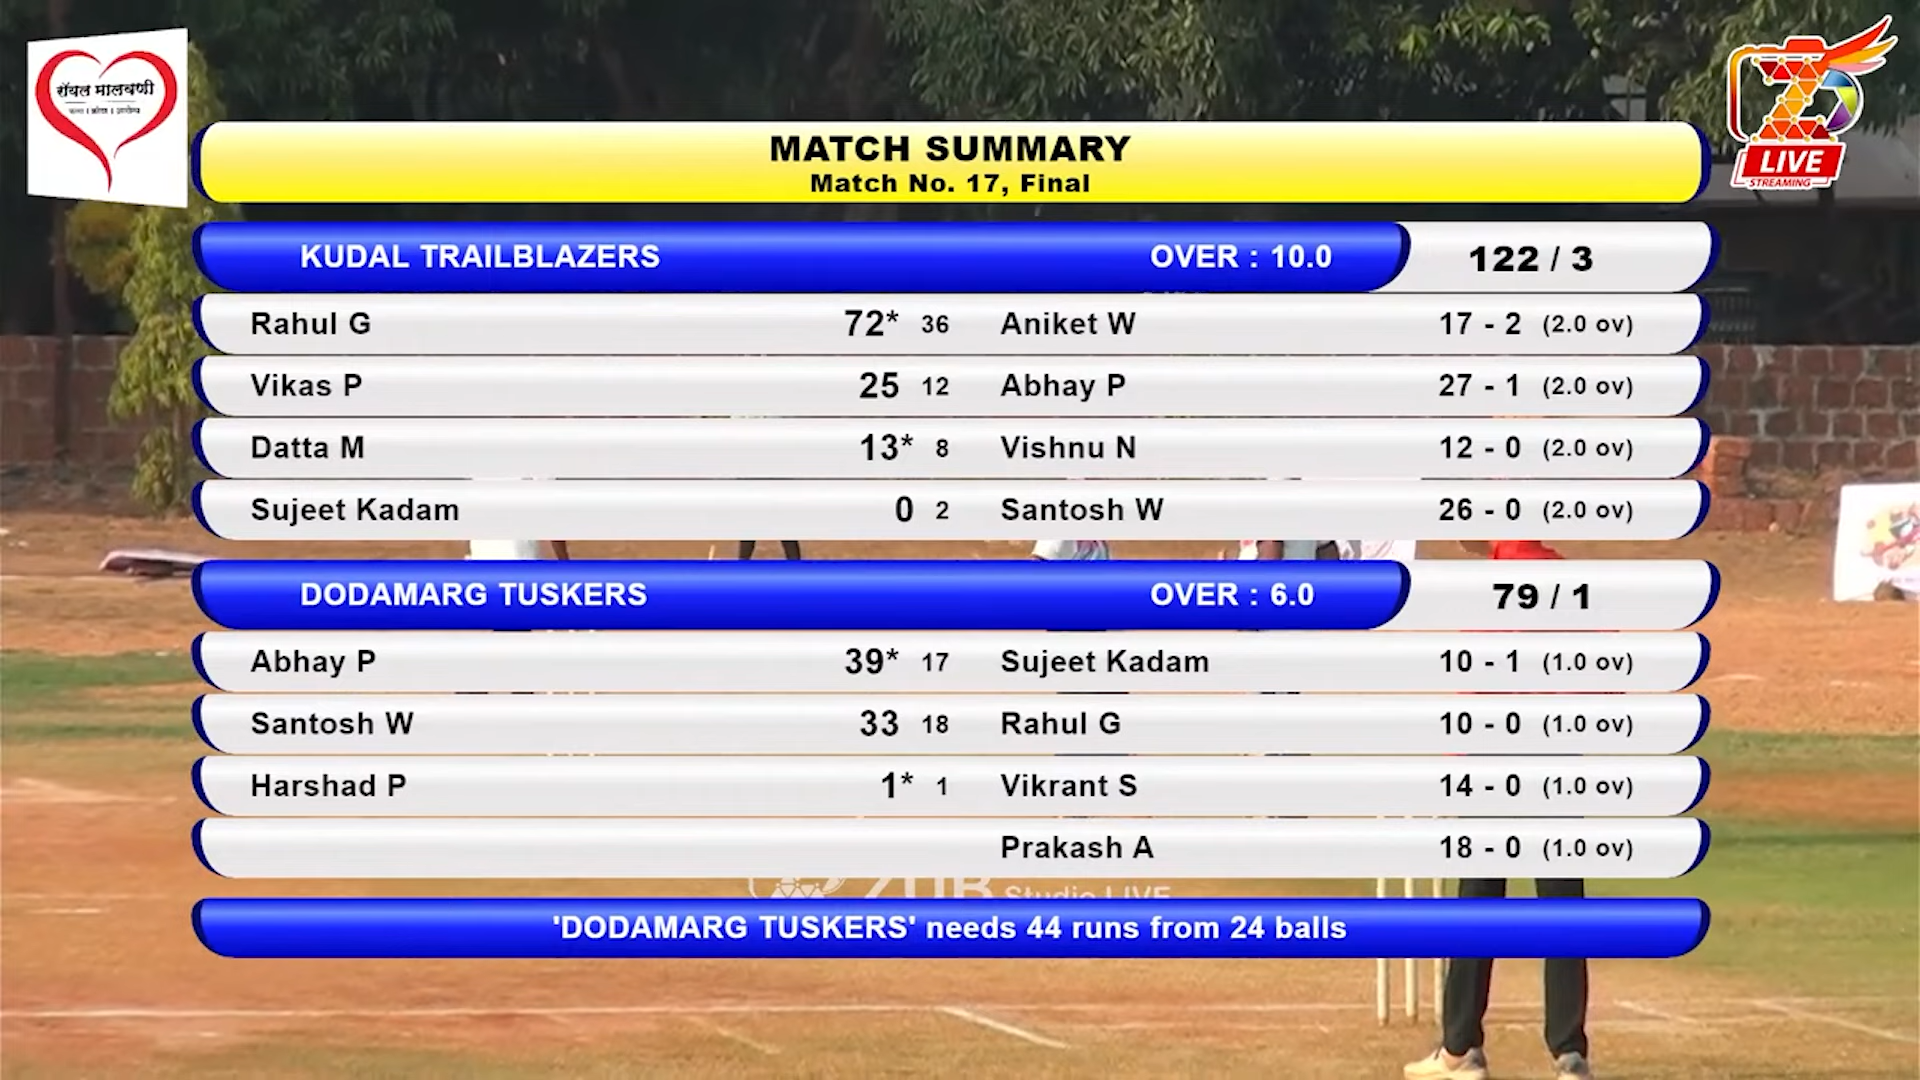 रॉयल मालवणी
LIVE
STREAMING
MATCH SUMMARY
Match No. 17, Final
KUDAL TRAILBLAZERS OVER : 10.0 122 / 3
Rahul G 72* 36 Aniket W 17 - 2 (2.0 ov)
Vikas P 25 12 Abhay P 27 - 1 (2.0 ov)
Datta M 13* 8 Vishnu N 12 - 0 (2.0 ov)
Sujeet Kadam 0 2 Santosh W 26 - 0 (2.0 ov)
DODAMARG TUSKERS OVER : 6.0 79 / 1
Abhay P 39* 17 Sujeet Kadam 10 - 1 (1.0 ov)
Santosh W 33 18 Rahul G 10 - 0 (1.0 ov)
Harshad P 1* 1 Vikrant S 14 - 0 (1.0 ov)
Prakash A 18 - 0 (1.0 ov)
Studio LIVE
'DODAMARG TUSKERS' needs 44 runs from 24 balls